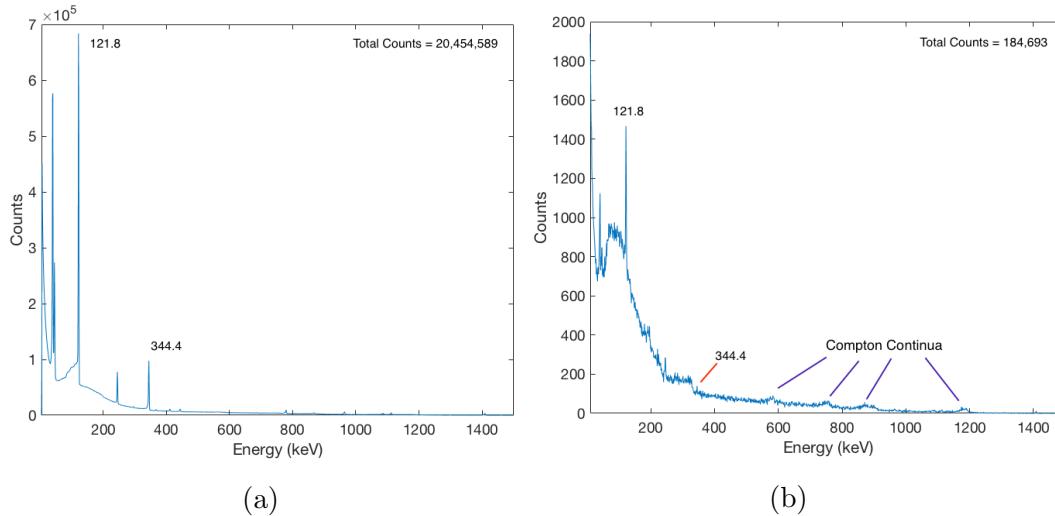 ×10⁵
7
6
5
4
3
2
1
0
Counts
121.8
344.4
Total Counts = 20,454,589
200 400 600 800 1000 1200 1400
Energy (keV)
(a)
2000
1800
1600
1400
1200
1000
800
600
400
200
0
Counts
Total Counts = 184,693
121.8
344.4
Compton Continua
200 400 600 800 1000 1200 1400
Energy (keV)
(b)